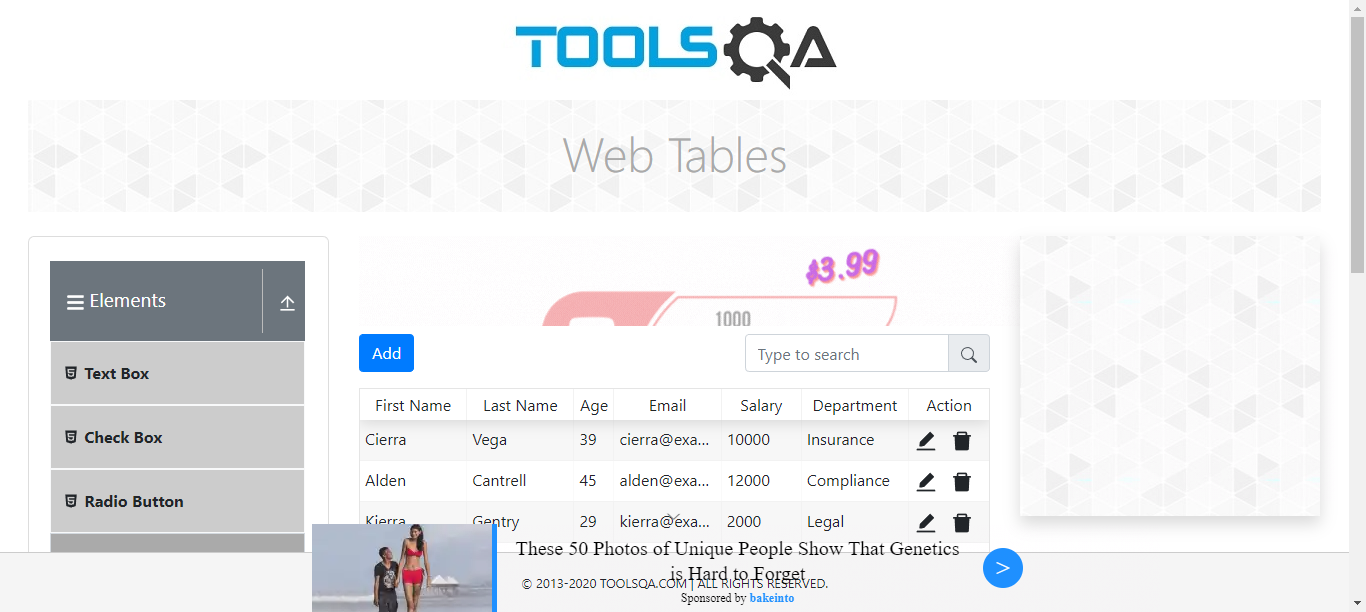 TOOLSQA
Web Tables
Elements
Text Box
Check Box
Radio Button
$3.99
1000
Add
Type to search
First Name Last Name Age Email Salary Department Action
Cierra Vega 39 cierra@exa... 10000 Insurance
Alden Cantrell 45 alden@exa... 12000 Compliance
Kierra Gentry 29 kierra@exa... 2000 Legal
These 50 Photos of Unique People Show That Genetics
is Hard to Forget
>
© 2013-2020 TOOLSQA.COM | ALL RIGHTS RESERVED.
Sponsored by bakeinto